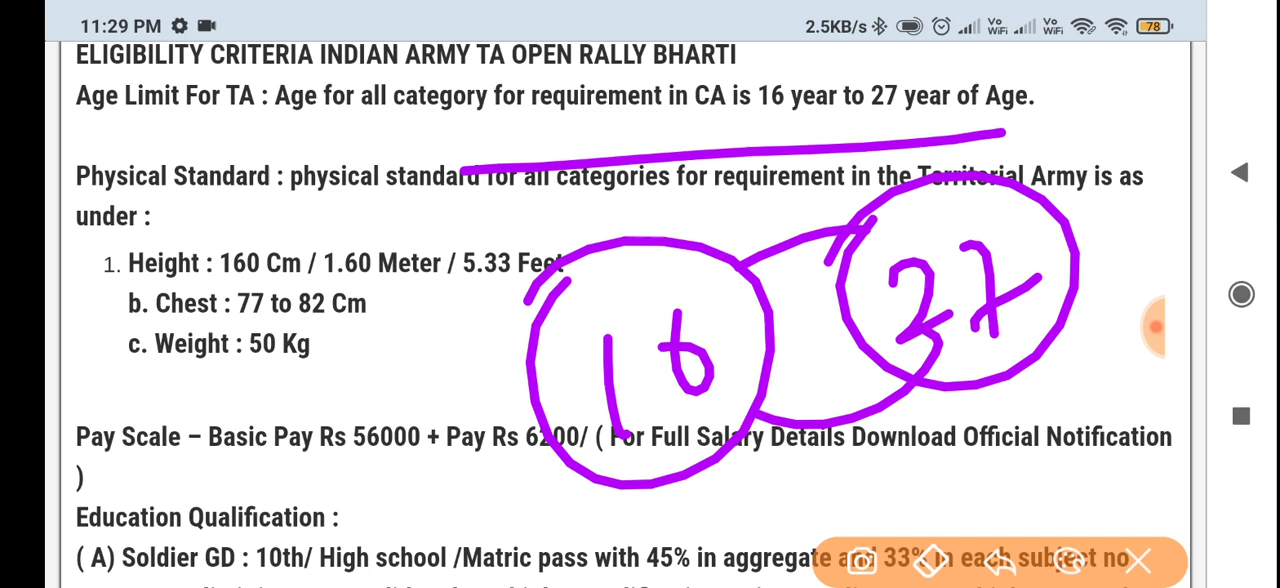 11:29 PM 2.5KB/s Vo WiFi Vo WiFi 78
ELIGIBILITY CRITERIA INDIAN ARMY TA OPEN RALLY BHARTI
Age Limit For TA : Age for all category for requirement in CA is 16 year to 27 year of Age.
Physical Standard : physical standard for all categories for requirement in the Territorial Army is as
under :
1. Height : 160 Cm / 1.60 Meter / 5.33 Feet
b. Chest : 77 to 82 Cm
c. Weight : 50 Kg
16 27
Pay Scale – Basic Pay Rs 56000 + Pay Rs 6200/ ( For Full Salary Details Download Official Notification
)
Education Qualification :
( A) Soldier GD : 10th/ High school /Matric pass with 45% in aggregate and 33% in each subject no